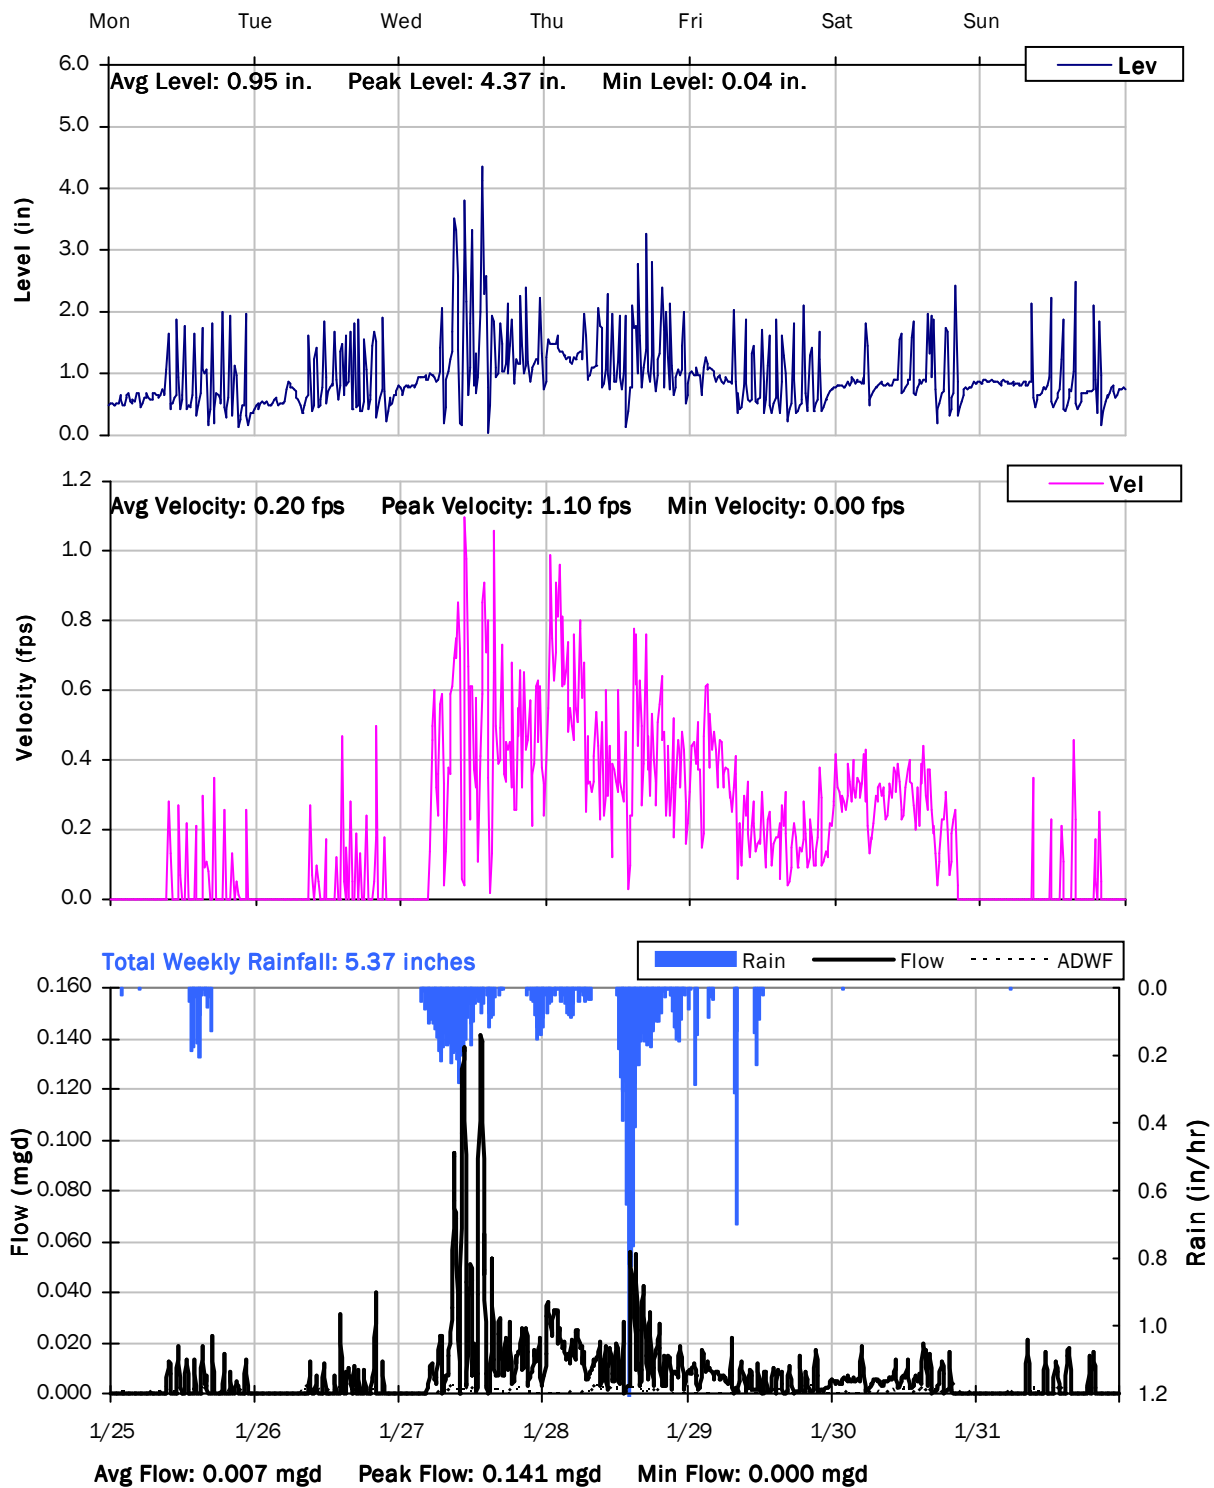 Mon Tue Wed Thu Fri Sat Sun
Lev
Avg Level: 0.95 in. Peak Level: 4.37 in. Min Level: 0.04 in.
6.0
5.0
4.0
3.0
2.0
1.0
0.0
Level (in)
Vel
Avg Velocity: 0.20 fps Peak Velocity: 1.10 fps Min Velocity: 0.00 fps
1.2
1.0
0.8
0.6
0.4
0.2
0.0
Velocity (fps)
Total Weekly Rainfall: 5.37 inches
Rain Flow ADWF
0.160
0.140
0.120
0.100
0.080
0.060
0.040
0.020
0.000
Flow (mgd)
0.0
0.2
0.4
0.6
0.8
1.0
1.2
Rain (in/hr)
1/25 1/26 1/27 1/28 1/29 1/30 1/31
Avg Flow: 0.007 mgd Peak Flow: 0.141 mgd Min Flow: 0.000 mgd